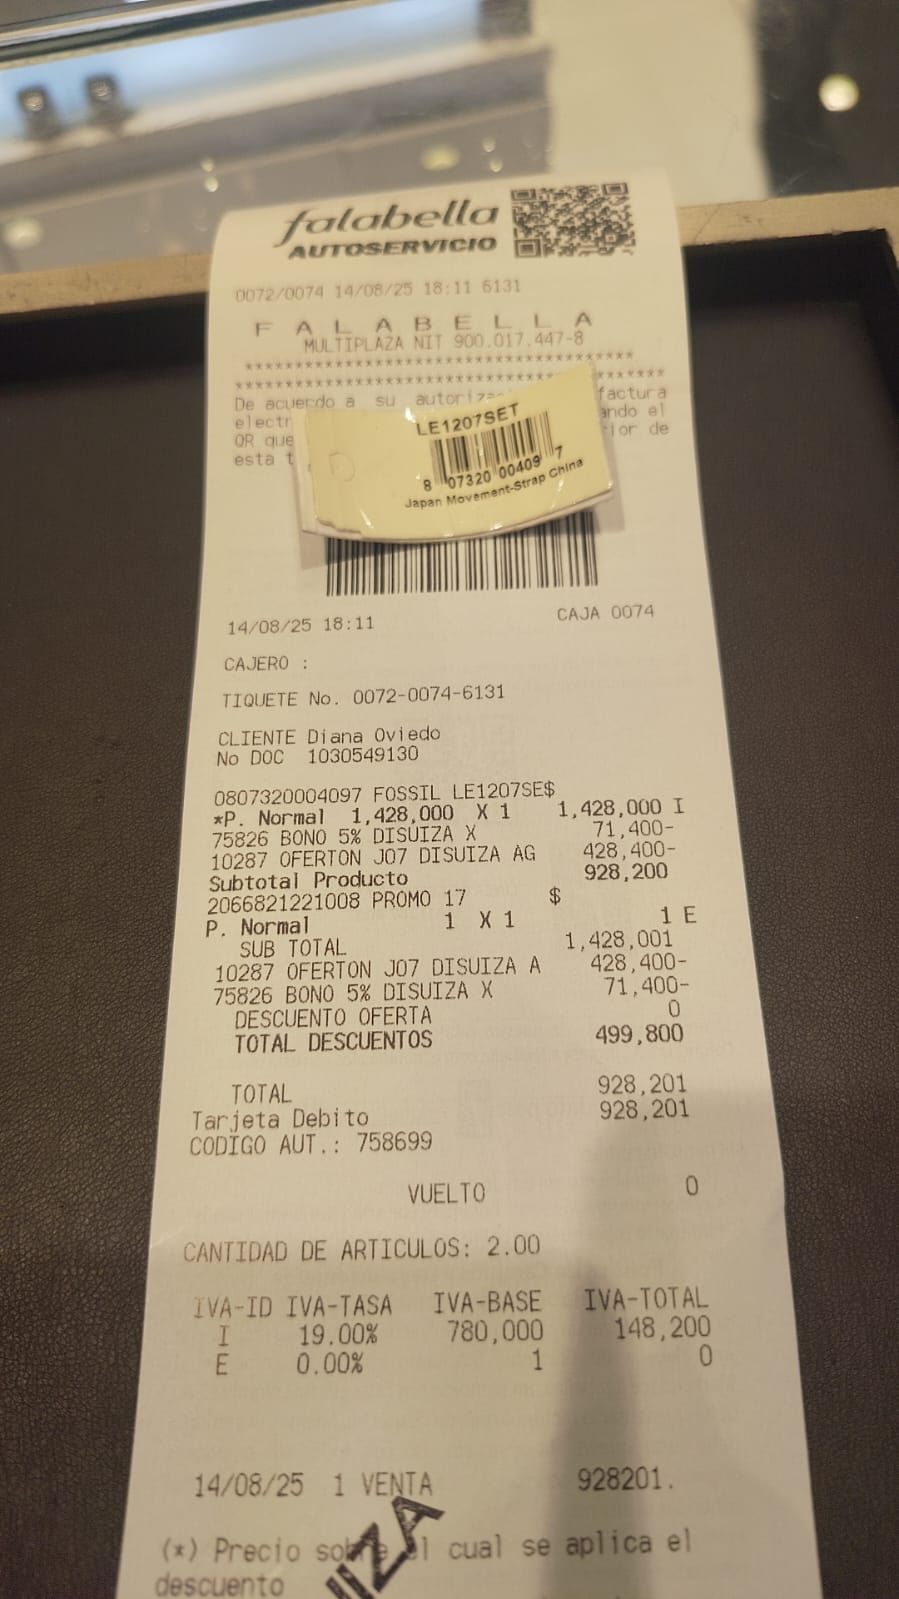 falabella
AUTOSERVICIO
0072/0074 14/08/25 18:11 6131
F A L A B E L L A
MULTIPLAZA NIT 900.017.447-8
****************************************
****************************************
De acuerdo a su factura
electr ando el
QR que ior de
esta t
LE1207SET
8 07320 00409 7
Japan Movement-Strap China
14/08/25 18:11 CAJA 0074
CAJERO :
TIQUETE No. 0072-0074-6131
CLIENTE Diana Oviedo
No DOC 1030549130
0807320004097 FOSSIL LE1207SE$
*P. Normal 1,428,000 X 1 1,428,000 I
75826 BONO 5% DISUIZA X 71,400-
10287 OFERTON J07 DISUIZA AG 428,400-
Subtotal Producto 928,200
2066821221008 PROMO 17 $
P. Normal 1 X 1 1 E
SUB TOTAL 1,428,001
10287 OFERTON J07 DISUIZA A 428,400-
75826 BONO 5% DISUIZA X 71,400-
DESCUENTO OFERTA 0
TOTAL DESCUENTOS 499,800
TOTAL 928,201
Tarjeta Debito 928,201
CODIGO AUT.: 758699
VUELTO 0
CANTIDAD DE ARTICULOS: 2.00
IVA-ID IVA-TASA IVA-BASE IVA-TOTAL
I 19.00% 780,000 148,200
E 0.00% 1 0
14/08/25 1 VENTA 928201.
(*) Precio sobre el cual se aplica el
descuento